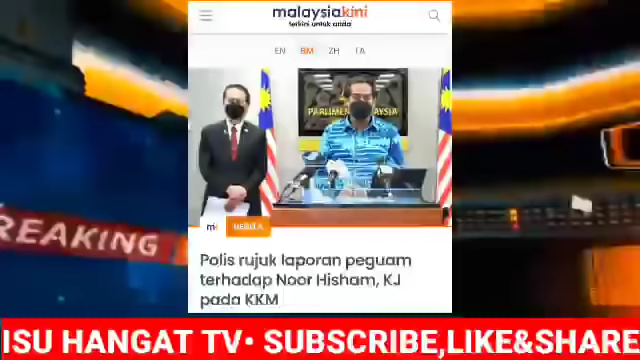 malaysiakini
terkini untuk anda
EN BM ZH TA
PARLIMEN MALAYSIA
BERITA
Polis rujuk laporan peguam
terhadap Noor Hisham, KJ
pada KKM
REAKING
ISU HANGAT TV• SUBSCRIBE,LIKE&SHARE